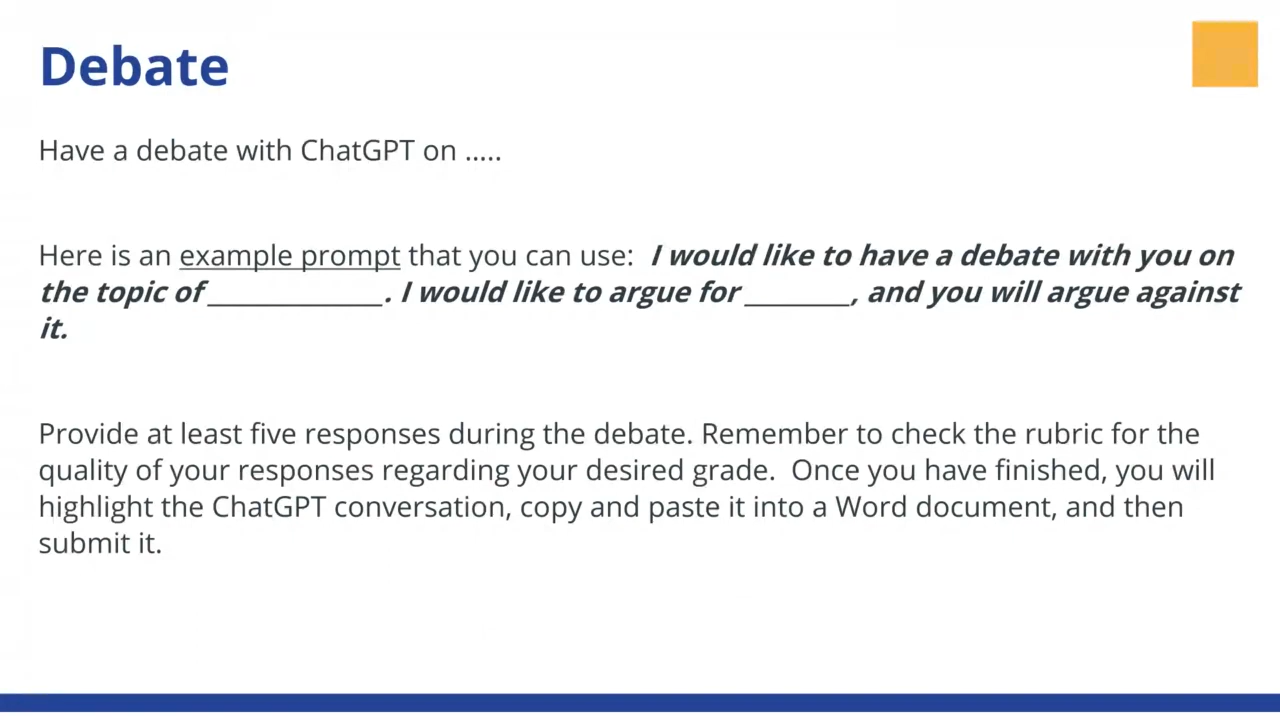 Debate
Have a debate with ChatGPT on .....
Here is an example prompt that you can use:  I would like to have a debate with you on
the topic of _____________. I would like to argue for ________, and you will argue against
it.
Provide at least five responses during the debate. Remember to check the rubric for the
quality of your responses regarding your desired grade.  Once you have finished, you will
highlight the ChatGPT conversation, copy and paste it into a Word document, and then
submit it.